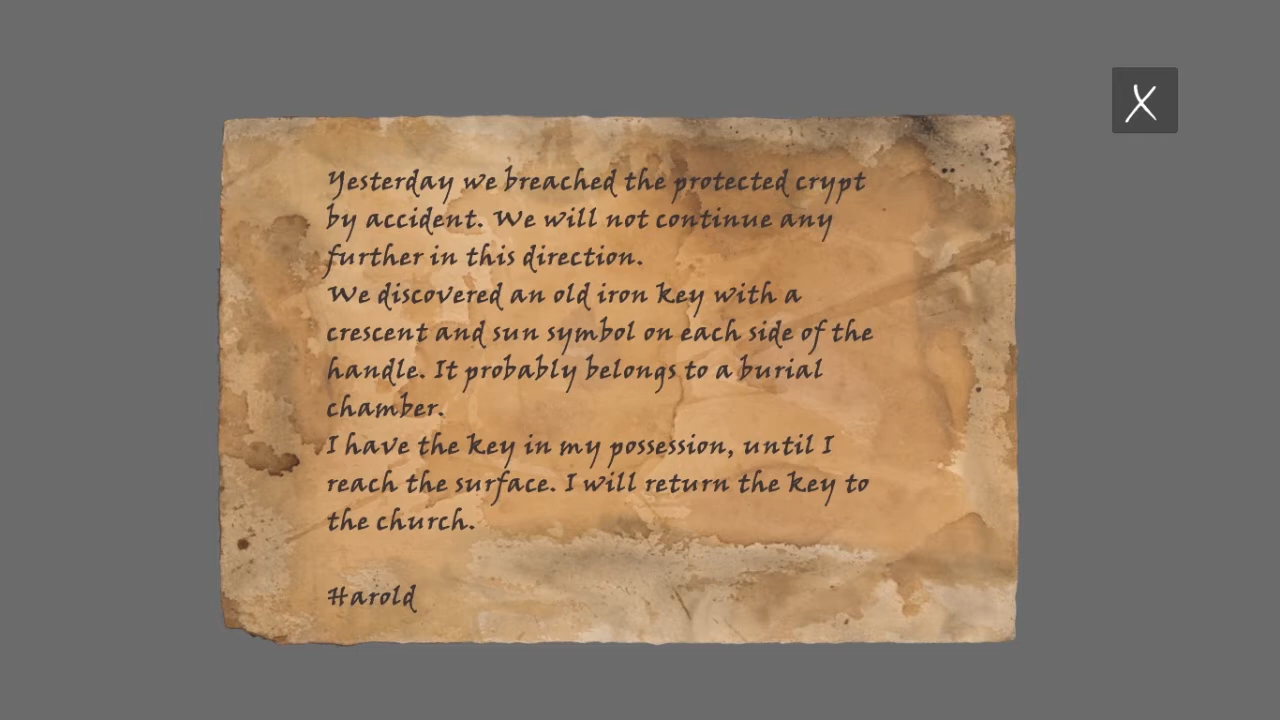 X
Yesterday we breached the protected crypt
by accident. We will not continue any
further in this direction.
We discovered an old iron key with a
crescent and sun symbol on each side of the
handle. It probably belongs to a burial
chamber.
I have the key in my possession, until I
reach the surface. I will return the key to
the church.
Harold